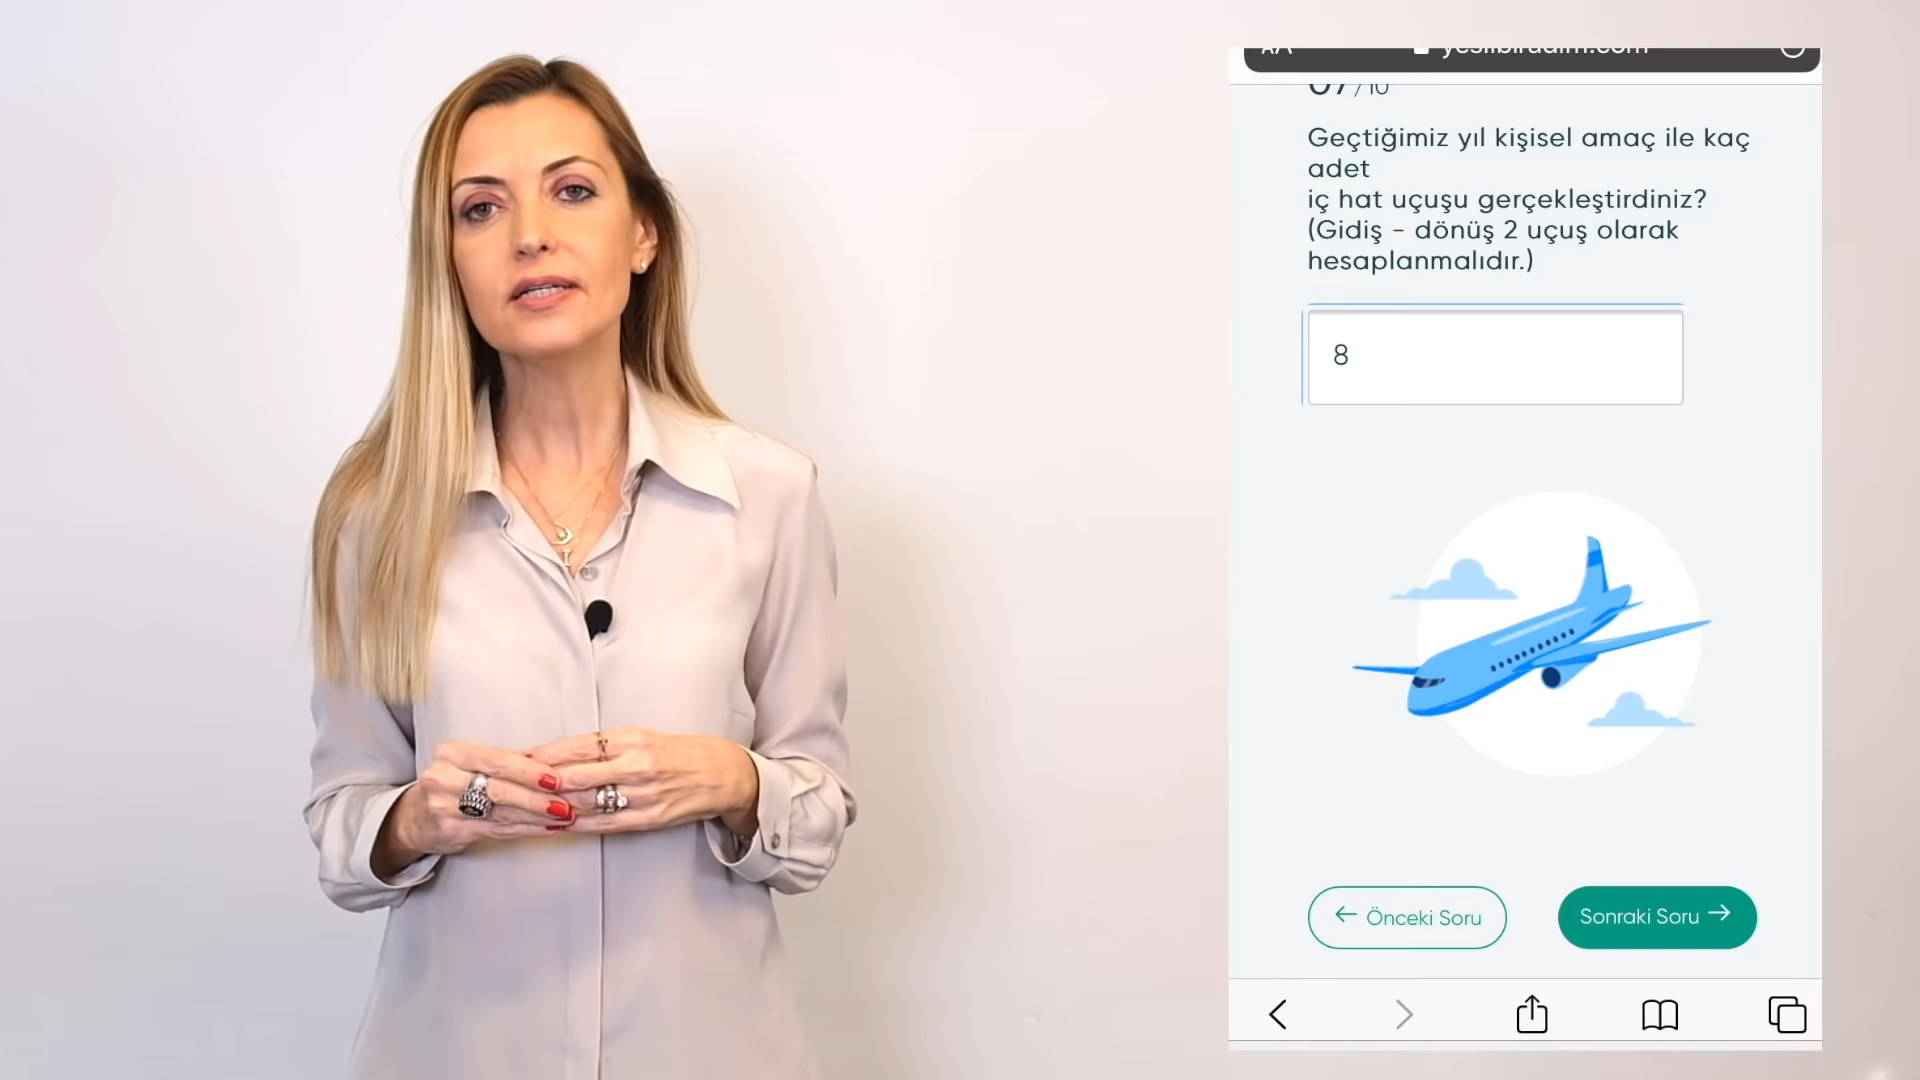 Geçtiğimiz yıl kişisel amaç ile kaç
adet
iç hat uçuşu gerçekleştirdiniz?
(Gidiş - dönüş 2 uçuş olarak
hesaplanmalıdır.)
8
← Önceki Soru
Sonraki Soru →